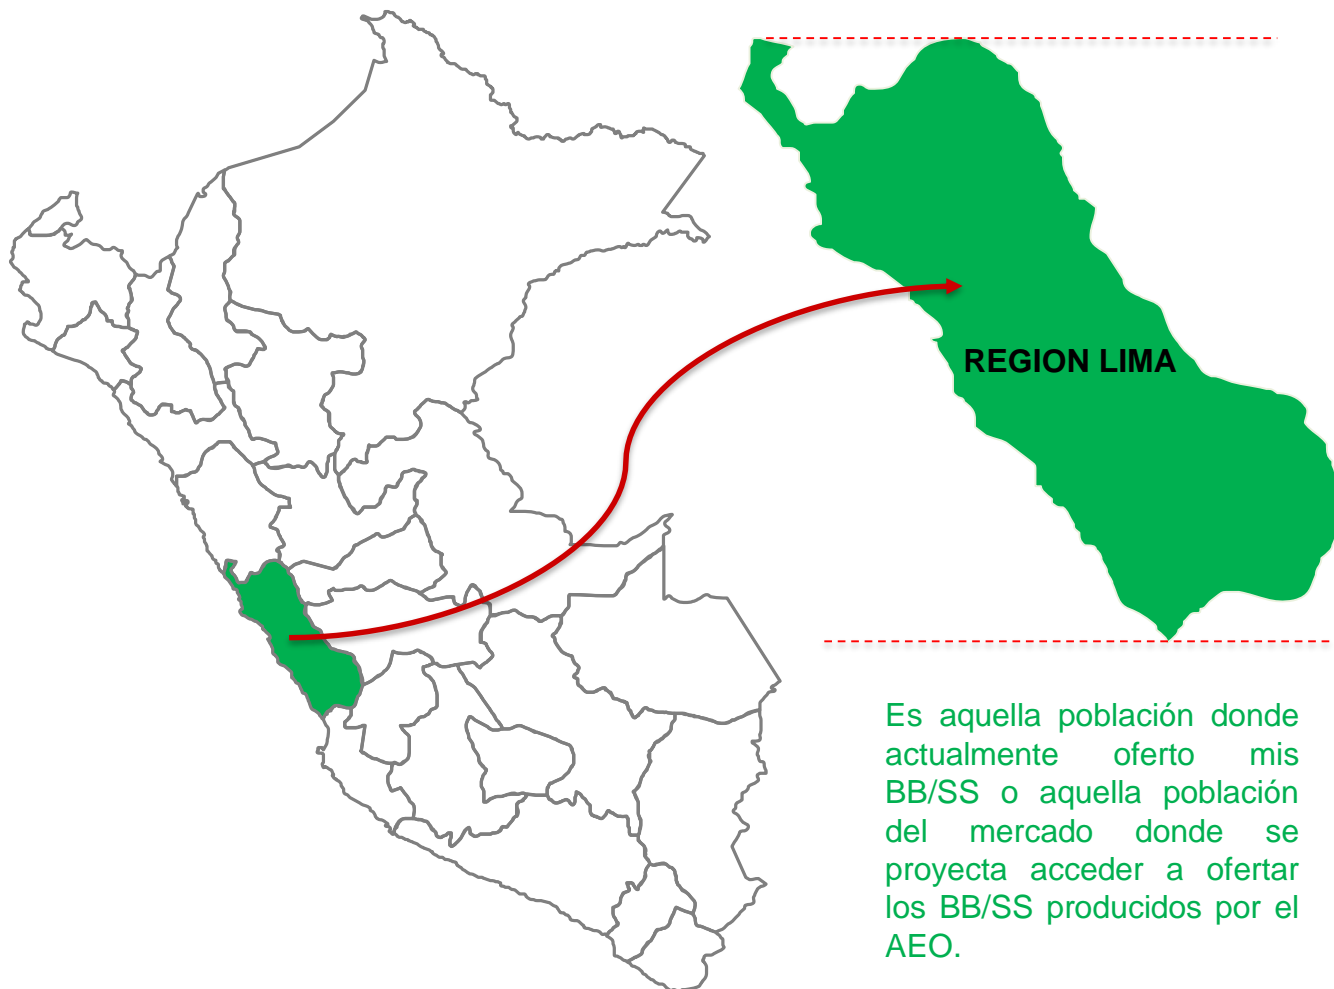 REGION LIMA
Es aquella población donde
actualmente oferto mis
BB/SS o aquella población
del mercado donde se
proyecta acceder a ofertar
los BB/SS producidos por el
AEO.